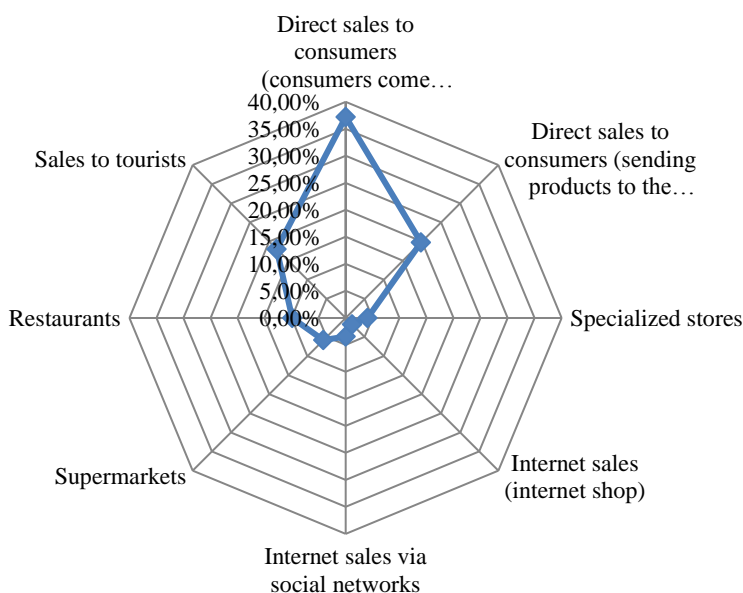 Direct sales to
consumers
(consumers come…
40,00%
35,00%
30,00%
25,00%
20,00%
15,00%
10,00%
5,00%
0,00%
Direct sales to
consumers (sending
products to the…
Specialized stores
Internet sales
(internet shop)
Internet sales via
social networks
Supermarkets
Restaurants
Sales to tourists